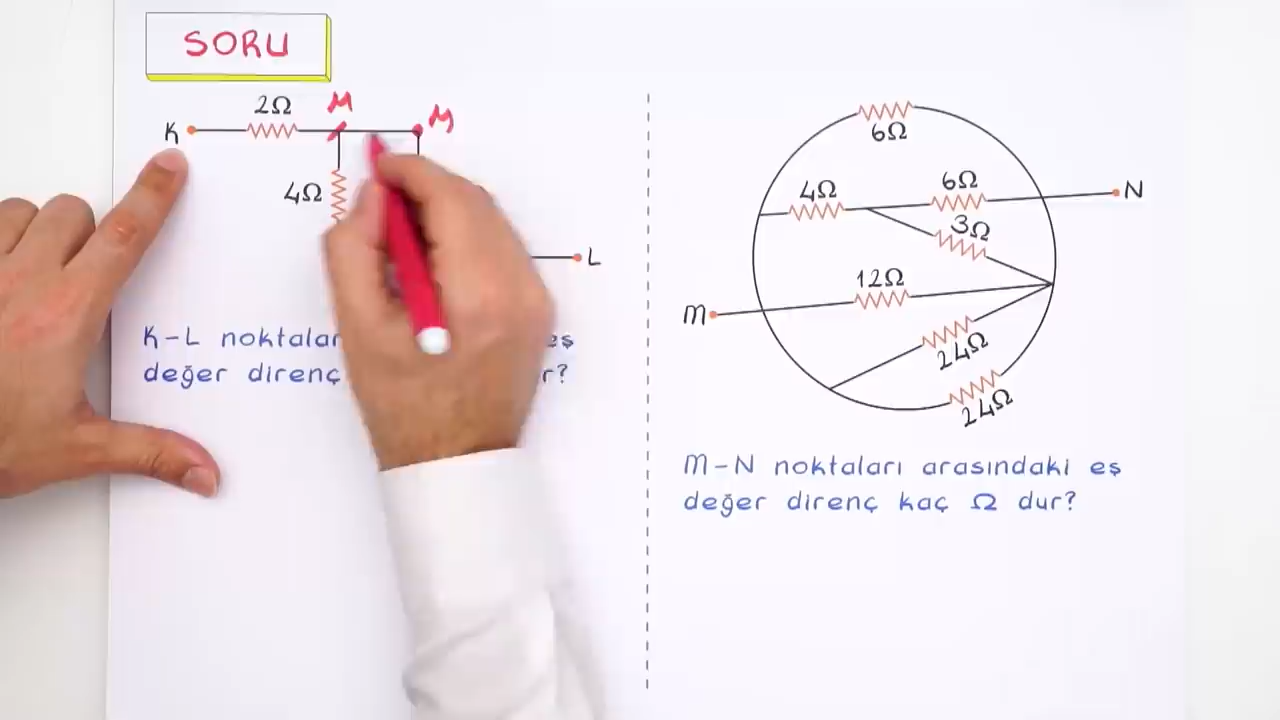 SORU
K
2Ω
M
M
4Ω
L
K-L
değer direnç
6Ω
4Ω
6Ω
N
3Ω
12Ω
M
24Ω
24Ω
M-N noktaları arasındaki eş
değer direnç kaç Ω dur?